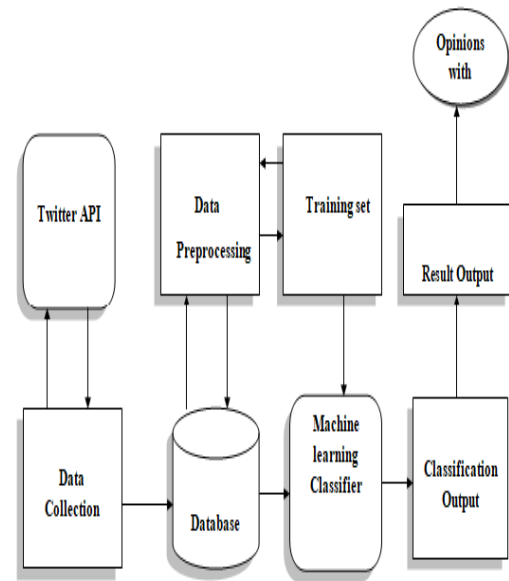 Opinions
with
Twitter API
Data
Preprocessing
Training set
Result Output
Data
Collection
Database
Machine
learning
Classifier
Classification
Output